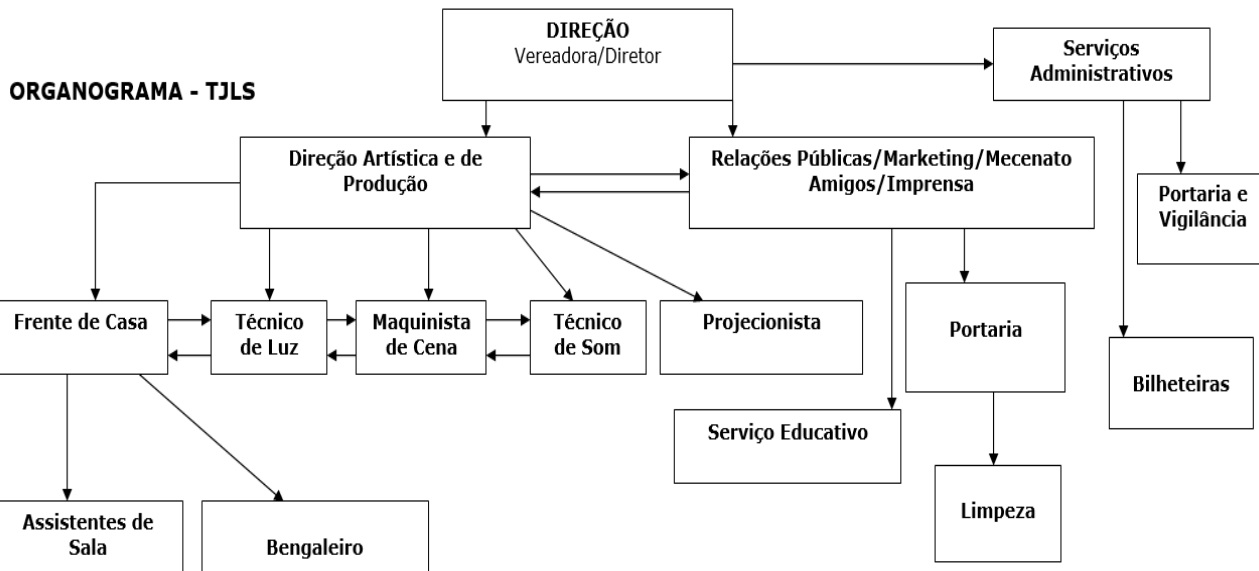 DIREÇÃO
Vereadora/Diretor
Serviços
Administrativos
ORGANOGRAMA - TJLS
Direção Artística e de
Produção
Relações Públicas/Marketing/Mecenato
Amigos/Imprensa
Portaria e
Vigilância
Frente de Casa
Técnico
de Luz
Maquinista
de Cena
Técnico
de Som
Projecionista
Portaria
Bilheteiras
Serviço Educativo
Limpeza
Assistentes de
Sala
Bengaleiro